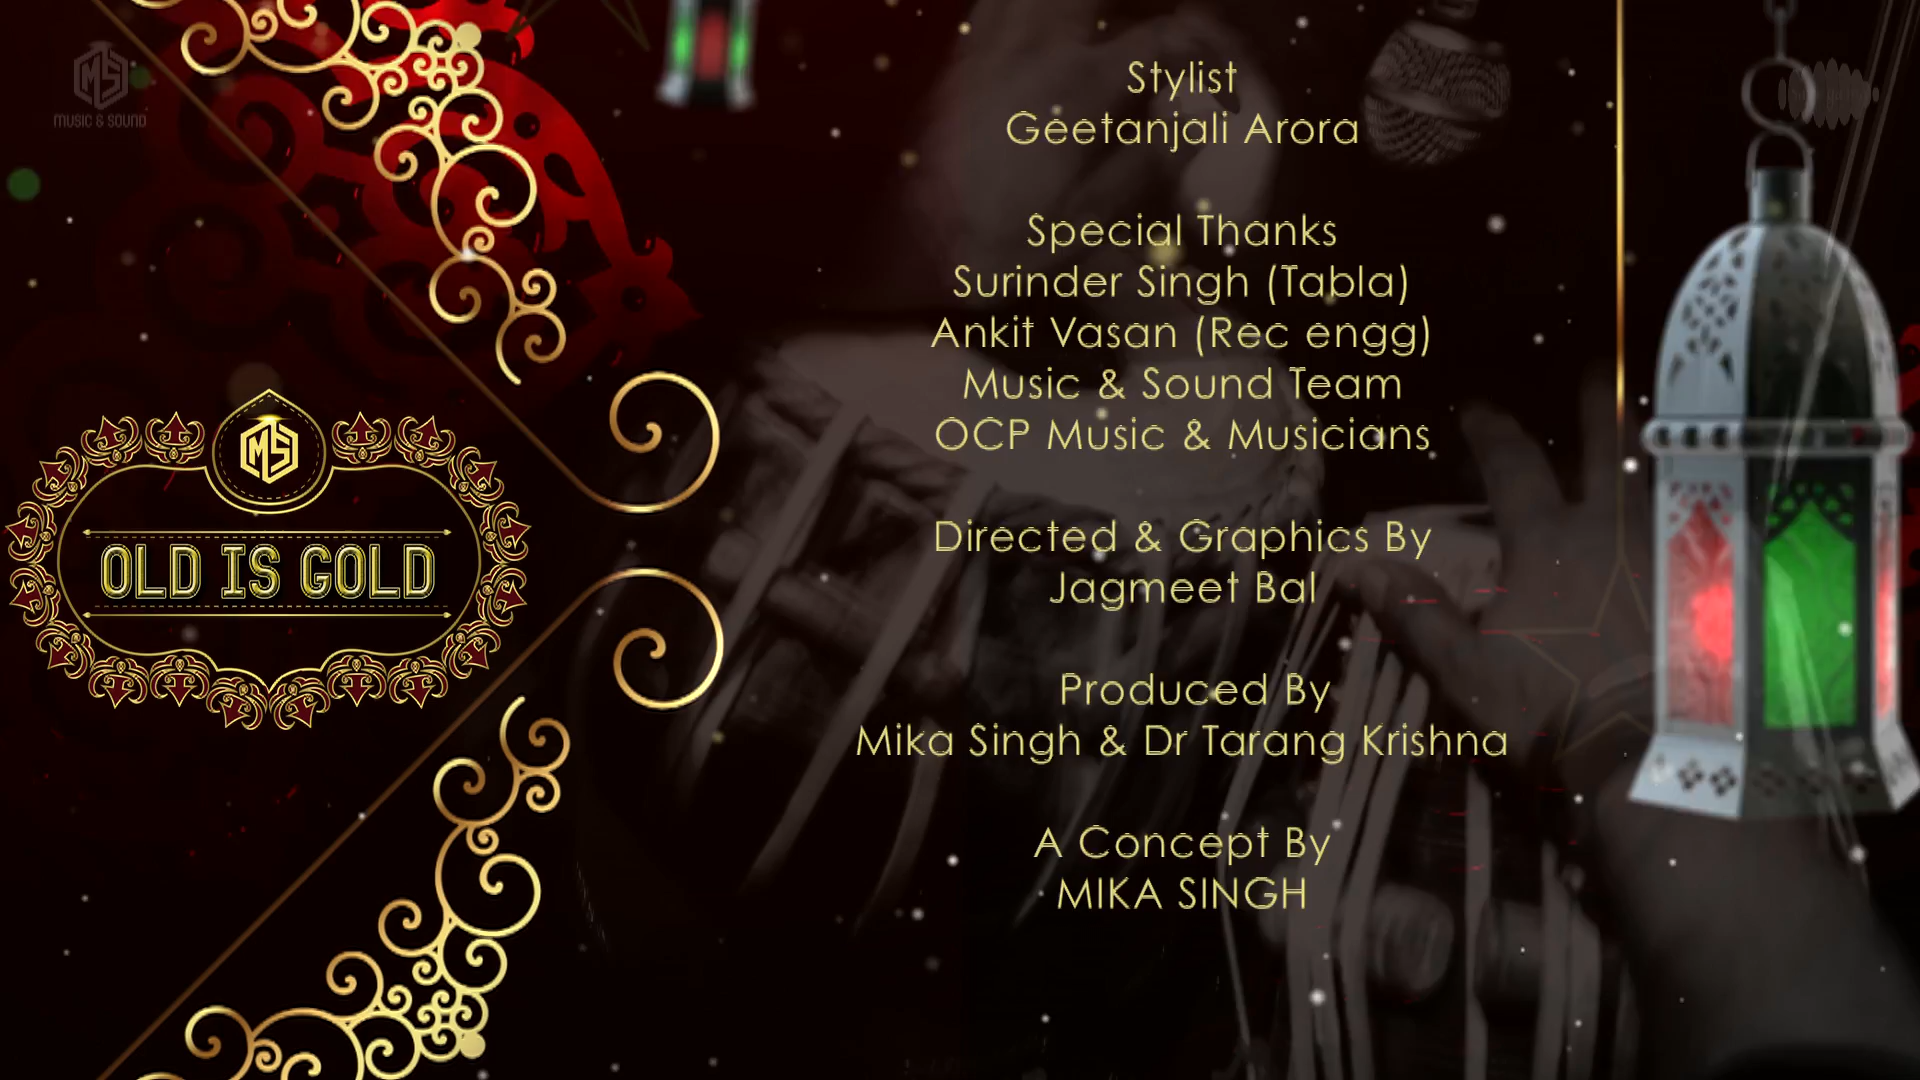 MS
MUSIC & SOUND
MS
OLD IS GOLD
Stylist
Geetanjali Arora
Special Thanks
Surinder Singh (Tabla)
Ankit Vasan (Rec engg)
Music & Sound Team
OCP Music & Musicians
Directed & Graphics By
Jagmeet Bal
Produced By
Mika Singh & Dr Tarang Krishna
A Concept By
MIKA SINGH